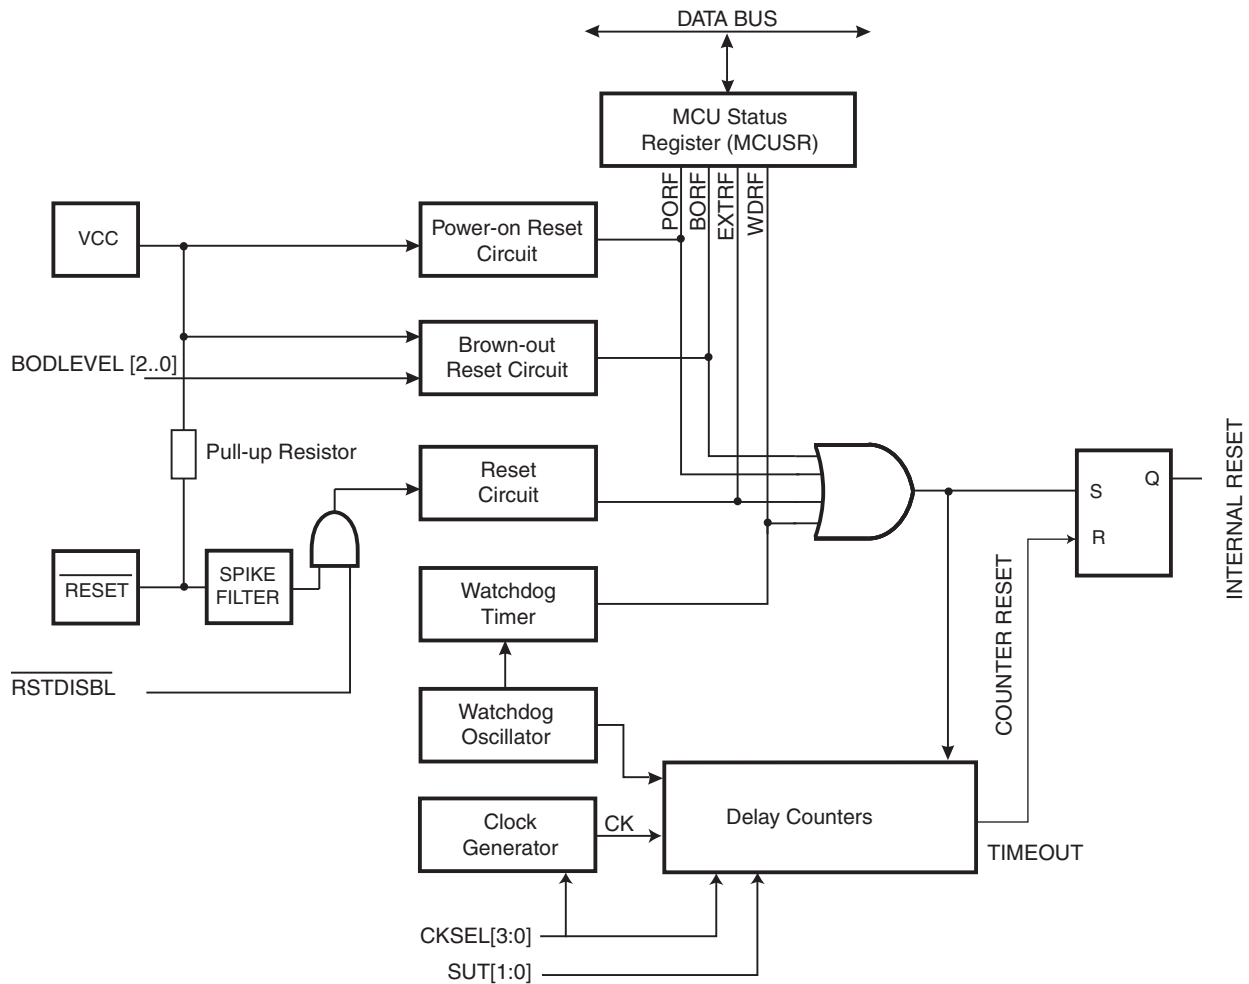 DATA BUS
MCU Status
Register (MCUSR)
PORF
BORF
EXTRF
WDRF
VCC
Power-on Reset
Circuit
Brown-out
Reset Circuit
BODLEVEL [2..0]
Pull-up Resistor
Reset
Circuit
S
Q
R
INTERNAL RESET
RESET
SPIKE
FILTER
Watchdog
Timer
COUNTER RESET
RSTDISBL
Watchdog
Oscillator
Clock
Generator
CK
Delay Counters
TIMEOUT
CKSEL[3:0]
SUT[1:0]